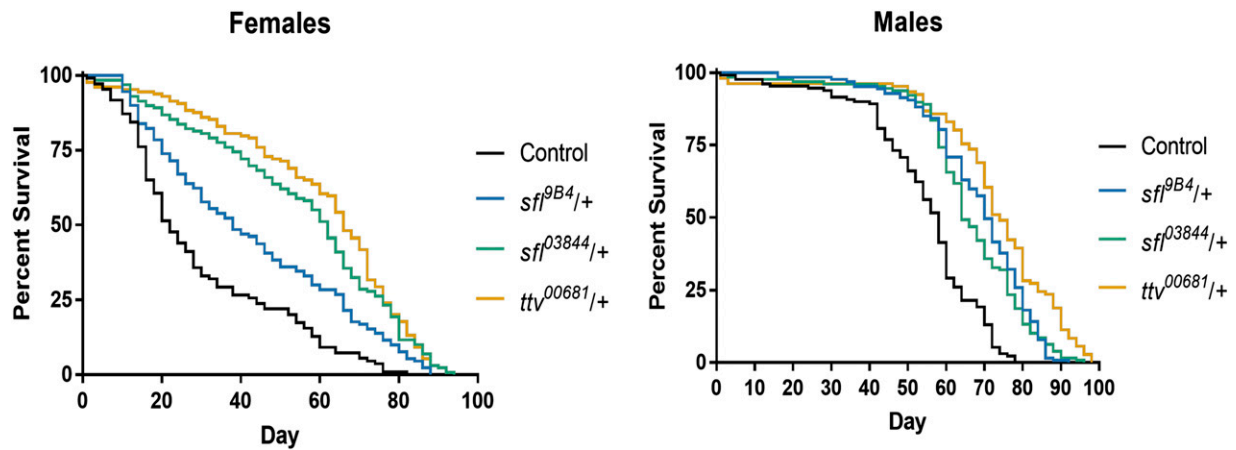 Females
Percent Survival
100
75
50
25
0
0 20 40 60 80 100
Day
Control
sfl9B4/+
sfl03844/+
ttv00681/+
Males
Percent Survival
100
75
50
25
0
0 10 20 30 40 50 60 70 80 90 100
Day
Control
sfl9B4/+
sfl03844/+
ttv00681/+